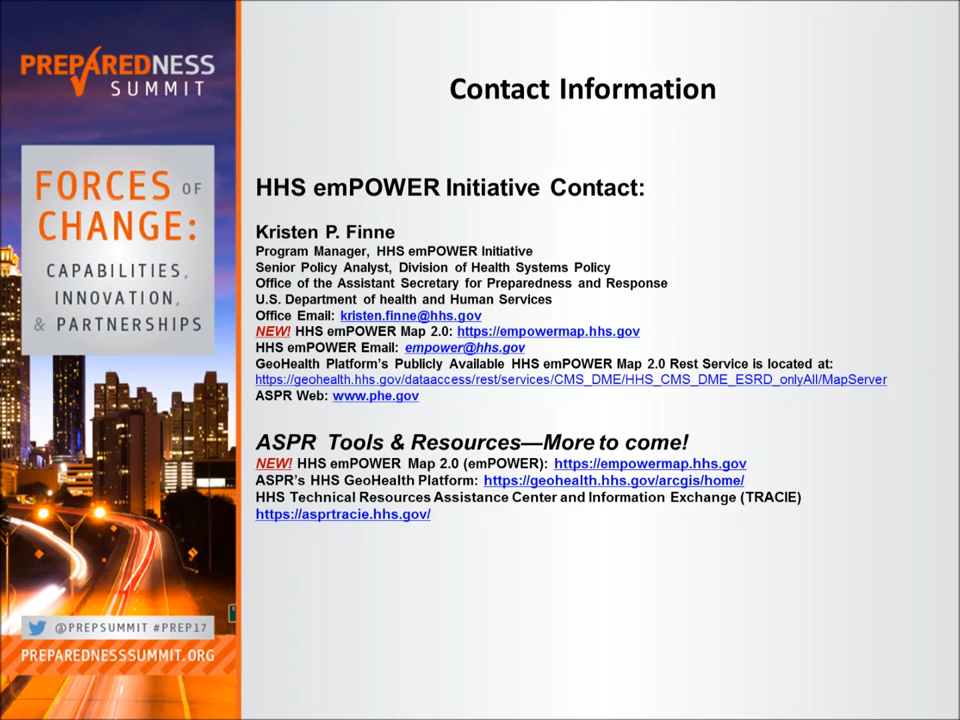 PREPAREDNESS
SUMMIT
FORCES OF
CHANGE:
CAPABILITIES,
INNOVATION,
& PARTNERSHIPS
@PREPSUMMIT #PREP17
PREPAREDNESSSUMMIT.ORG
Contact Information
HHS emPOWER Initiative Contact:
Kristen P. Finne
Program Manager, HHS emPOWER Initiative
Senior Policy Analyst, Division of Health Systems Policy
Office of the Assistant Secretary for Preparedness and Response
U.S. Department of health and Human Services
Office Email: kristen.finne@hhs.gov
NEW! HHS emPOWER Map 2.0: https://empowermap.hhs.gov
HHS emPOWER Email: empower@hhs.gov
GeoHealth Platform's Publicly Available HHS emPOWER Map 2.0 Rest Service is located at:
https://geohealth.hhs.gov/dataaccess/rest/services/CMS_DME/HHS_CMS_DME_ESRD_onlyAll/MapServer
ASPR Web: www.phe.gov
ASPR Tools & Resources—More to come!
NEW! HHS emPOWER Map 2.0 (emPOWER): https://empowermap.hhs.gov
ASPR's HHS GeoHealth Platform: https://geohealth.hhs.gov/arcgis/home/
HHS Technical Resources Assistance Center and Information Exchange (TRACIE)
https://asprtracie.hhs.gov/